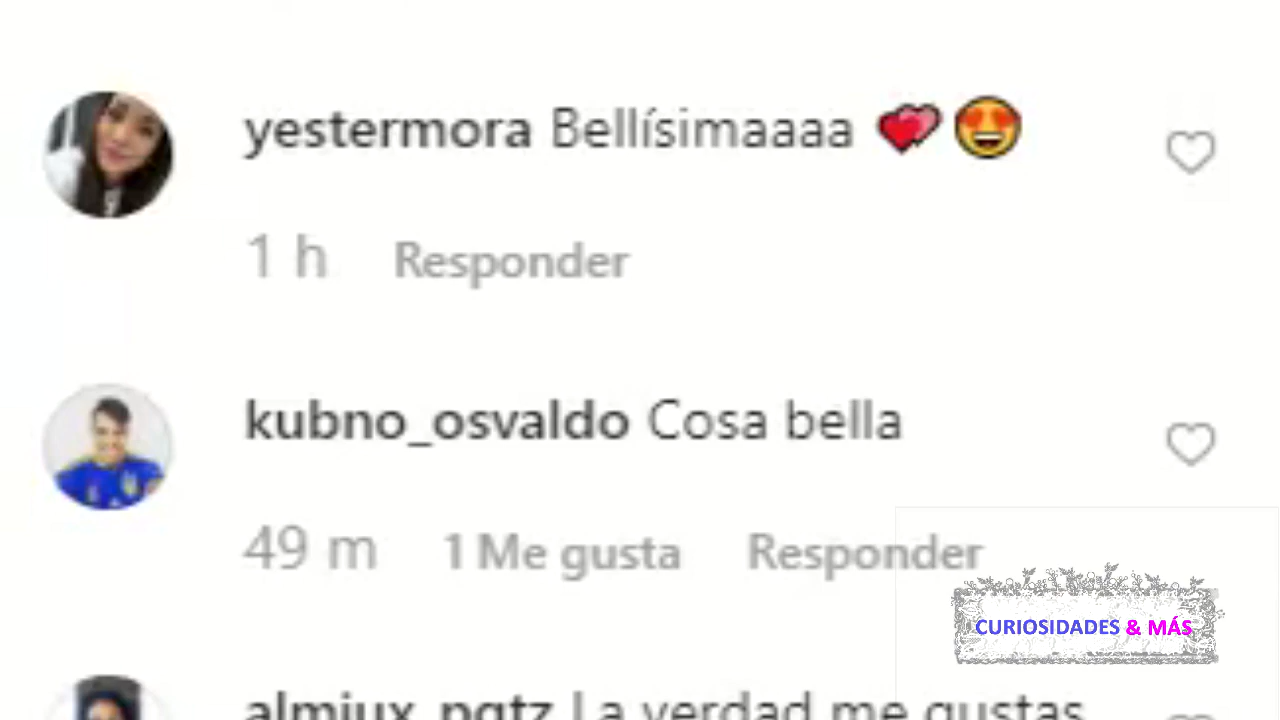 yestermora Bellísimaaaa 💕😍
1 h Responder
kubno_osvaldo Cosa bella
49 m 1 Me gusta Responder
CURIOSIDADES & MÁS
almiux_pgtz La verdad me gustas